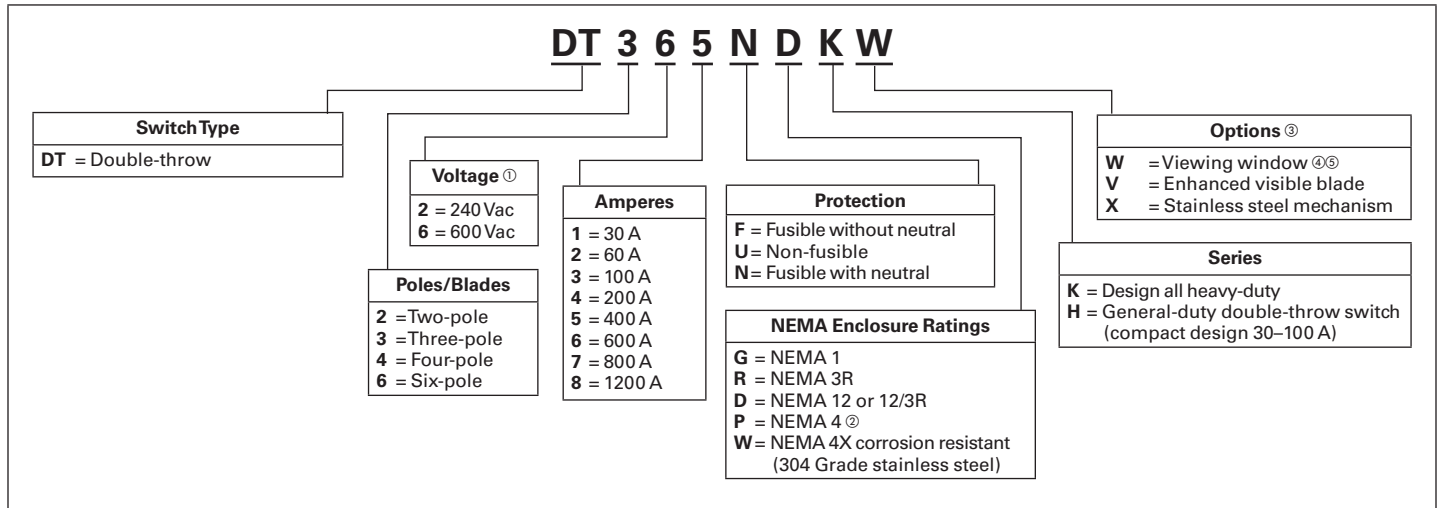 DT 3 6 5 N D K W
Switch Type
DT = Double-throw
Poles/Blades
2 =Two-pole
3 =Three-pole
4 = Four-pole
6 = Six-pole
Voltage ①
2 = 240 Vac
6 = 600 Vac
Amperes
1 = 30 A
2 = 60 A
3 = 100 A
4 = 200 A
5 = 400 A
6 = 600 A
7 = 800 A
8 = 1200 A
Protection
F = Fusible without neutral
U = Non-fusible
N = Fusible with neutral
NEMA Enclosure Ratings
G = NEMA 1
R = NEMA 3R
D = NEMA 12 or 12/3R
P = NEMA 4 ②
W = NEMA 4X corrosion resistant
(304 Grade stainless steel)
Series
K = Design all heavy-duty
H = General-duty double-throw switch
(compact design 30–100 A)
Options ③
W = Viewing window ④⑤
V = Enhanced visible blade
X = Stainless steel mechanism